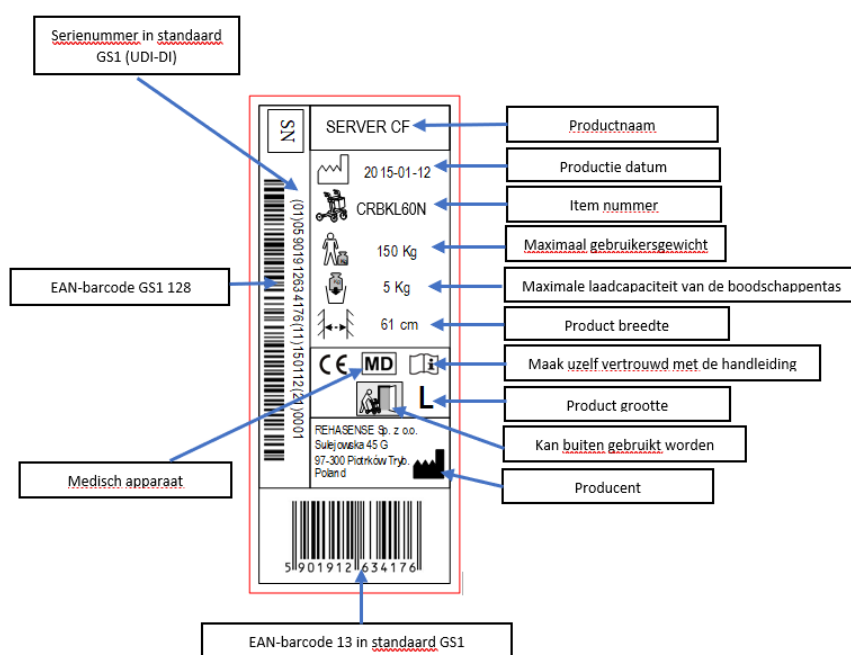 Serienummer in standaard
GS1 (UDI-DI)
SN
SERVER CF
Productnaam
2015-01-12
Productie datum
CRBKL60N
Item nummer
150 Kg
Maximaal gebruikersgewicht
(01)05901912634176(11)150112(21)0001
EAN-barcode GS1 128
5 Kg
Maximale laadcapaciteit van de boodschappentas
61 cm
Product breedte
CE MD i
Maak uzelf vertrouwd met de handleiding
L
Product grootte
Kan buiten gebruikt worden
REHASENSE Sp. z o.o.
Sulejowska 45 G
97-300 Piotrków Tryb.
Poland
Medisch apparaat
Producent
5 901912 634176
EAN-barcode 13 in standaard GS1